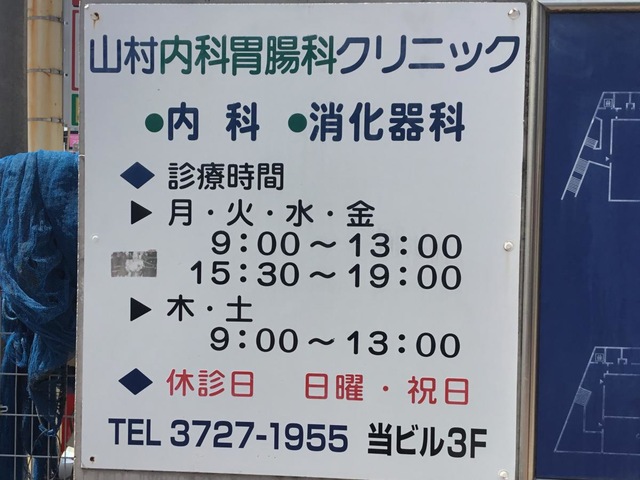 山村内科胃腸科クリニック
●内科 ●消化器科
◆診療時間
▶月・火・水・金
9:00～13:00
15:30～19:00
▶木・土
9:00～13:00
◆休診日 日曜・祝日
TEL 3727-1955 当ビル3F